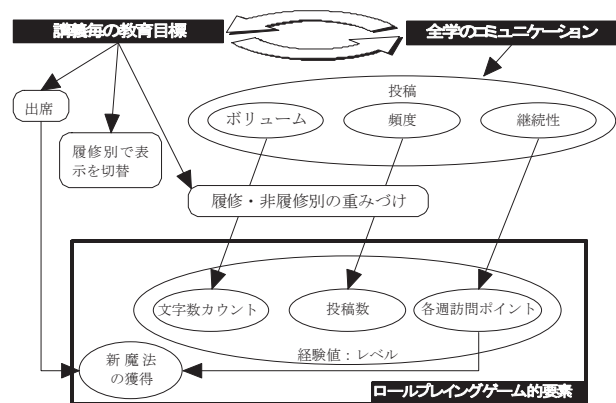 講義毎の教育目標
全学のコミュニケーション
出席
投稿
ボリューム
頻度
継続性
履修別で表
示を切替
履修・非履修別の重みづけ
文字数カウント
投稿数
各週訪問ポイント
経験値：レベル
新魔法
の獲得
ロールプレイングゲーム的要素